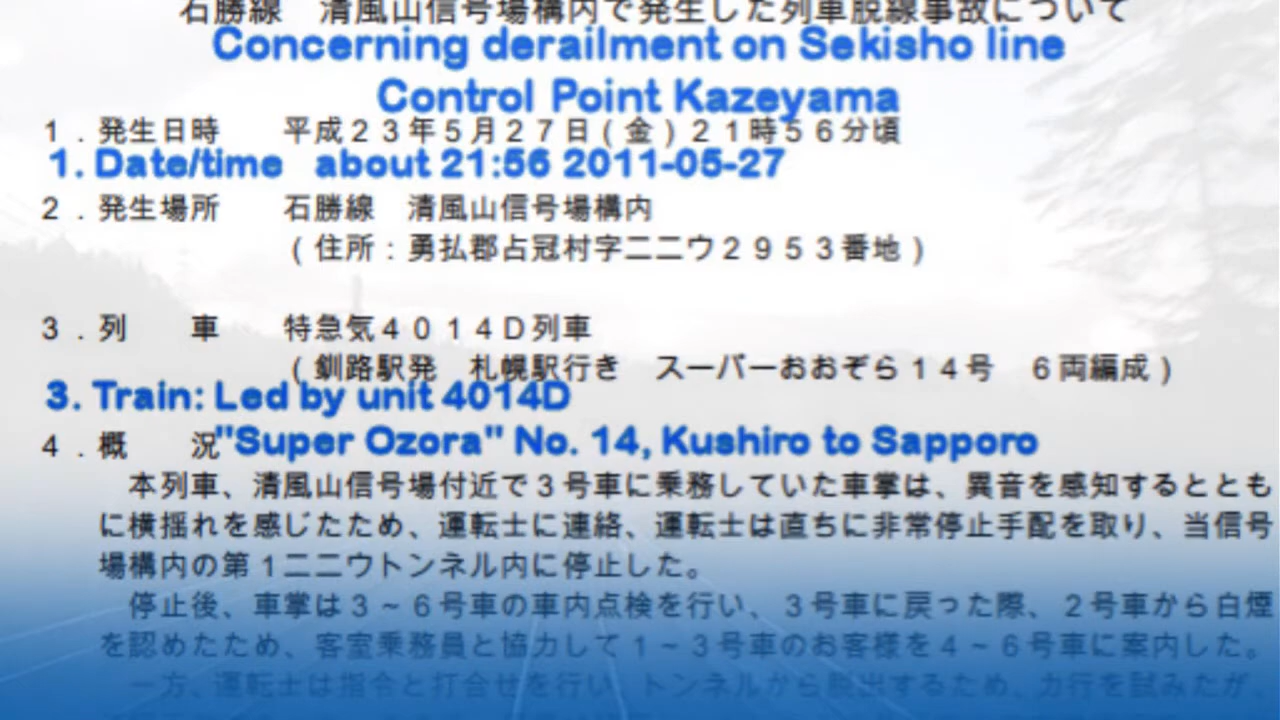 石勝線　清風山信号場構内で発生した列車脱線事故について
Concerning derailment on Sekisho line
Control Point Kazeyama
１．発生日時　　平成２３年５月２７日(金)２１時５６分頃
1. Date/time about 21:56 2011-05-27
２．発生場所　　石勝線　清風山信号場構内
(住所：勇払郡占冠村字ニニウ２９５３番地)
３．列　　車　　特急気４０１４Ｄ列車
(釧路駅発　札幌駅行き　スーパーおおぞら１４号　６両編成)
3. Train: Led by unit 4014D
４．概　　況
"Super Ozora" No. 14, Kushiro to Sapporo
本列車、清風山信号場付近で３号車に乗務していた車掌は、異音を感知するととも
に横揺れを感じたため、運転士に連絡、運転士は直ちに非常停止手配を取り、当信号
場構内の第１ニニウトンネル内に停止した。
停止後、車掌は３～６号車の車内点検を行い、３号車に戻った際、２号車から白煙
を認めたため、客室乗務員と協力して１～３号車のお客様を４～６号車に案内した。
一方、運転士は指令と打合せを行い、トンネルから脱出するため、力行を試みたが、